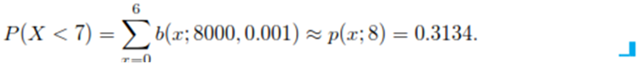 P(X < 7) = ∑_{x=0}^{6} b(x; 8000, 0.001) ≈ p(x; 8) = 0.3134.